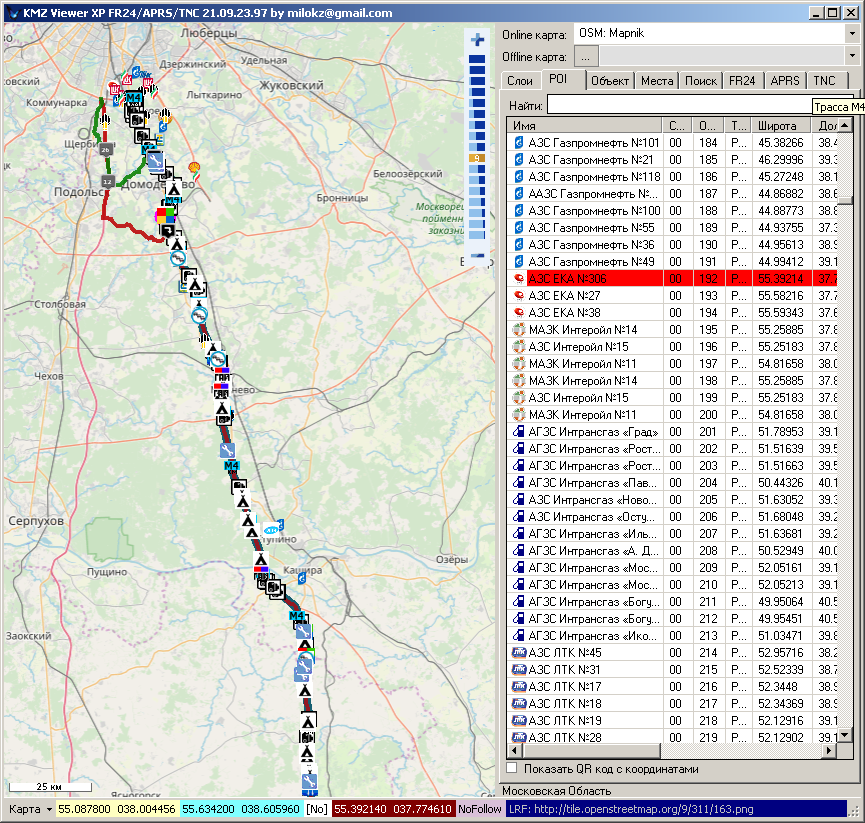 KMZ Viewer XP FR24/APRS/TNC 21.09.23.97 by milokz@gmail.com
Online карта: OSM: Mapnik
Offline карта: ...
Слои POI Объект Места Поиск FR24 APRS TNC
Найти:
Трасса M4
Имя С... О... Т... Широта Дол
АЗС Газпромнефть №101 00 184 P... 45.38266 38.4
АЗС Газпромнефть №21 00 185 P... 46.29996 39.3
АЗС Газпромнефть №118 00 186 P... 45.27248 38.1
ААЗС Газпромнефть №... 00 187 P... 44.86882 38.6
АЗС Газпромнефть №100 00 188 P... 44.88773 38.8
АЗС Газпромнефть №55 00 189 P... 44.93755 37.3
АЗС Газпромнефть №36 00 190 P... 44.95613 38.9
АЗС Газпромнефть №49 00 191 P... 44.99412 39.1
АЗС ЕКА №306 00 192 P... 55.39214 37.7
АЗС ЕКА №27 00 193 P... 55.58216 37.7
АЗС ЕКА №38 00 194 P... 55.59343 37.6
МАЗК Интеройл №14 00 195 P... 55.25885 37.8
АЗС Интеройл №15 00 196 P... 55.25183 37.8
МАЗК Интеройл №11 00 197 P... 54.81658 38.0
МАЗК Интеройл №14 00 198 P... 55.25885 37.8
АЗС Интеройл №15 00 199 P... 55.25183 37.8
МАЗК Интеройл №11 00 200 P... 54.81658 38.0
АГЗС Интрансгаз «Град» 00 201 P... 51.78953 39.1
АГЗС Интрансгаз «Рост... 00 202 P... 51.51639 39.5
АГЗС Интрансгаз «Рост... 00 203 P... 51.51663 39.5
АГЗС Интрансгаз «Пав... 00 204 P... 50.44326 40.1
АЗС Интрансгаз «Ново... 00 205 P... 51.63052 39.3
АГЗС Интрансгаз «Осту... 00 206 P... 51.68048 39.2
АГЗС Интрансгаз «Иль... 00 207 P... 51.63681 39.2
АГЗС Интрансгаз «А. Д... 00 208 P... 50.52949 40.0
АГЗС Интрансгаз «Мос... 00 209 P... 52.05161 39.1
АГЗС Интрансгаз «Мос... 00 210 P... 52.05213 39.1
АГЗС Интрансгаз «Богу... 00 211 P... 49.95064 40.5
АГЗС Интрансгаз «Богу... 00 212 P... 49.95451 40.5
АГЗС Интрансгаз «Ико... 00 213 P... 51.03471 39.8
АЗС ЛТК №45 00 214 P... 52.95716 38.2
АЗС ЛТК №31 00 215 P... 52.52339 38.7
АЗС ЛТК №17 00 216 P... 52.3448 38.9
АЗС ЛТК №18 00 217 P... 52.34369 38.9
АЗС ЛТК №19 00 218 P... 52.12916 39.1
АЗС ЛТК №28 00 219 P... 52.12902 39.1
Показать QR код с координатами
Московская Область
Люберцы
Дзержинский
Удельная
Жуковский
Лыткарино
Коммунарка
M4
9
26
12
Подольск
Белоозёрский
Бронницы
Москворец
пойменн
заказни
Столбовая
Чехов
M4
Серпухов
Ступино
Озёры
Кашира
Пущино
M4
Заокский
Ясногорск
25 км
Карта 55.087800 038.004456 55.634200 038.605960 [No] 55.392140 037.774610 NoFollow LRF: http://tile.openstreetmap.org/9/311/163.png